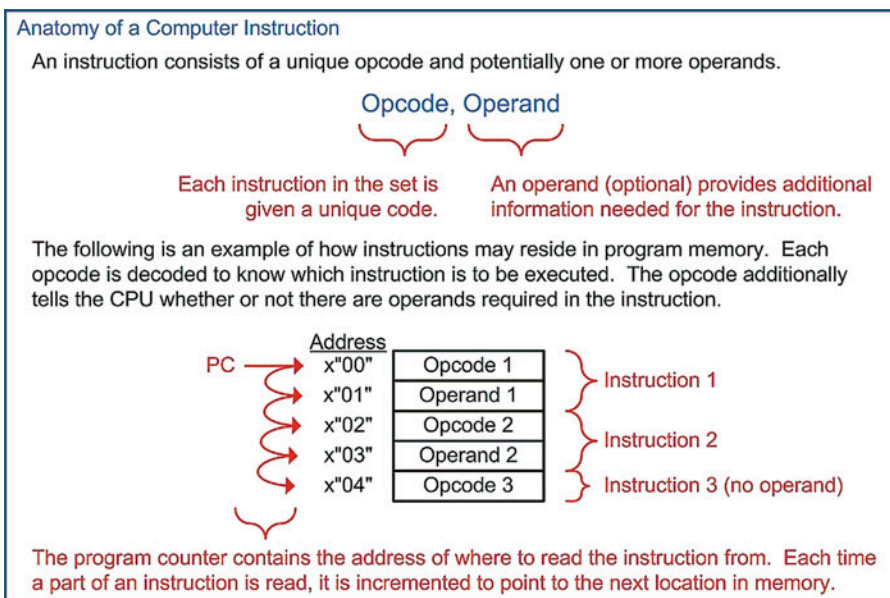 Anatomy of a Computer Instruction
An instruction consists of a unique opcode and potentially one or more operands.
Opcode, Operand
Each instruction in the set is
given a unique code.
An operand (optional) provides additional
information needed for the instruction.
The following is an example of how instructions may reside in program memory. Each
opcode is decoded to know which instruction is to be executed. The opcode additionally
tells the CPU whether or not there are operands required in the instruction.
Address
PC x"00" Opcode 1
x"01" Operand 1
Instruction 1
x"02" Opcode 2
x"03" Operand 2
Instruction 2
x"04" Opcode 3 Instruction 3 (no operand)
The program counter contains the address of where to read the instruction from. Each time
a part of an instruction is read, it is incremented to point to the next location in memory.